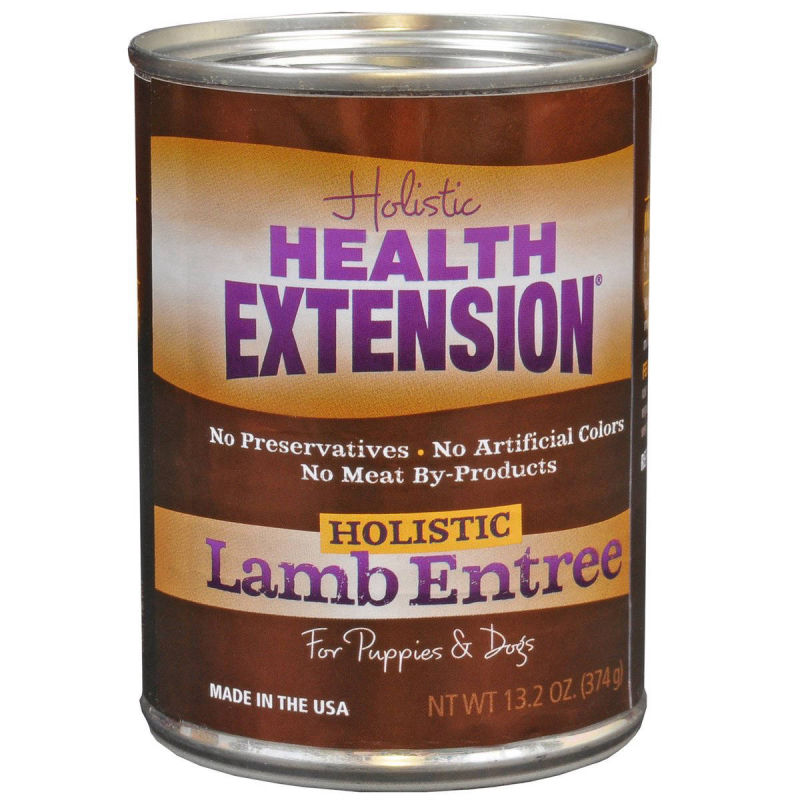 Holistic
HEALTH
EXTENSION®
No Preservatives • No Artificial Colors
No Meat By-Products
HOLISTIC
Lamb Entree
For Puppies & Dogs
MADE IN THE USA
NT WT 13.2 OZ. (374g)